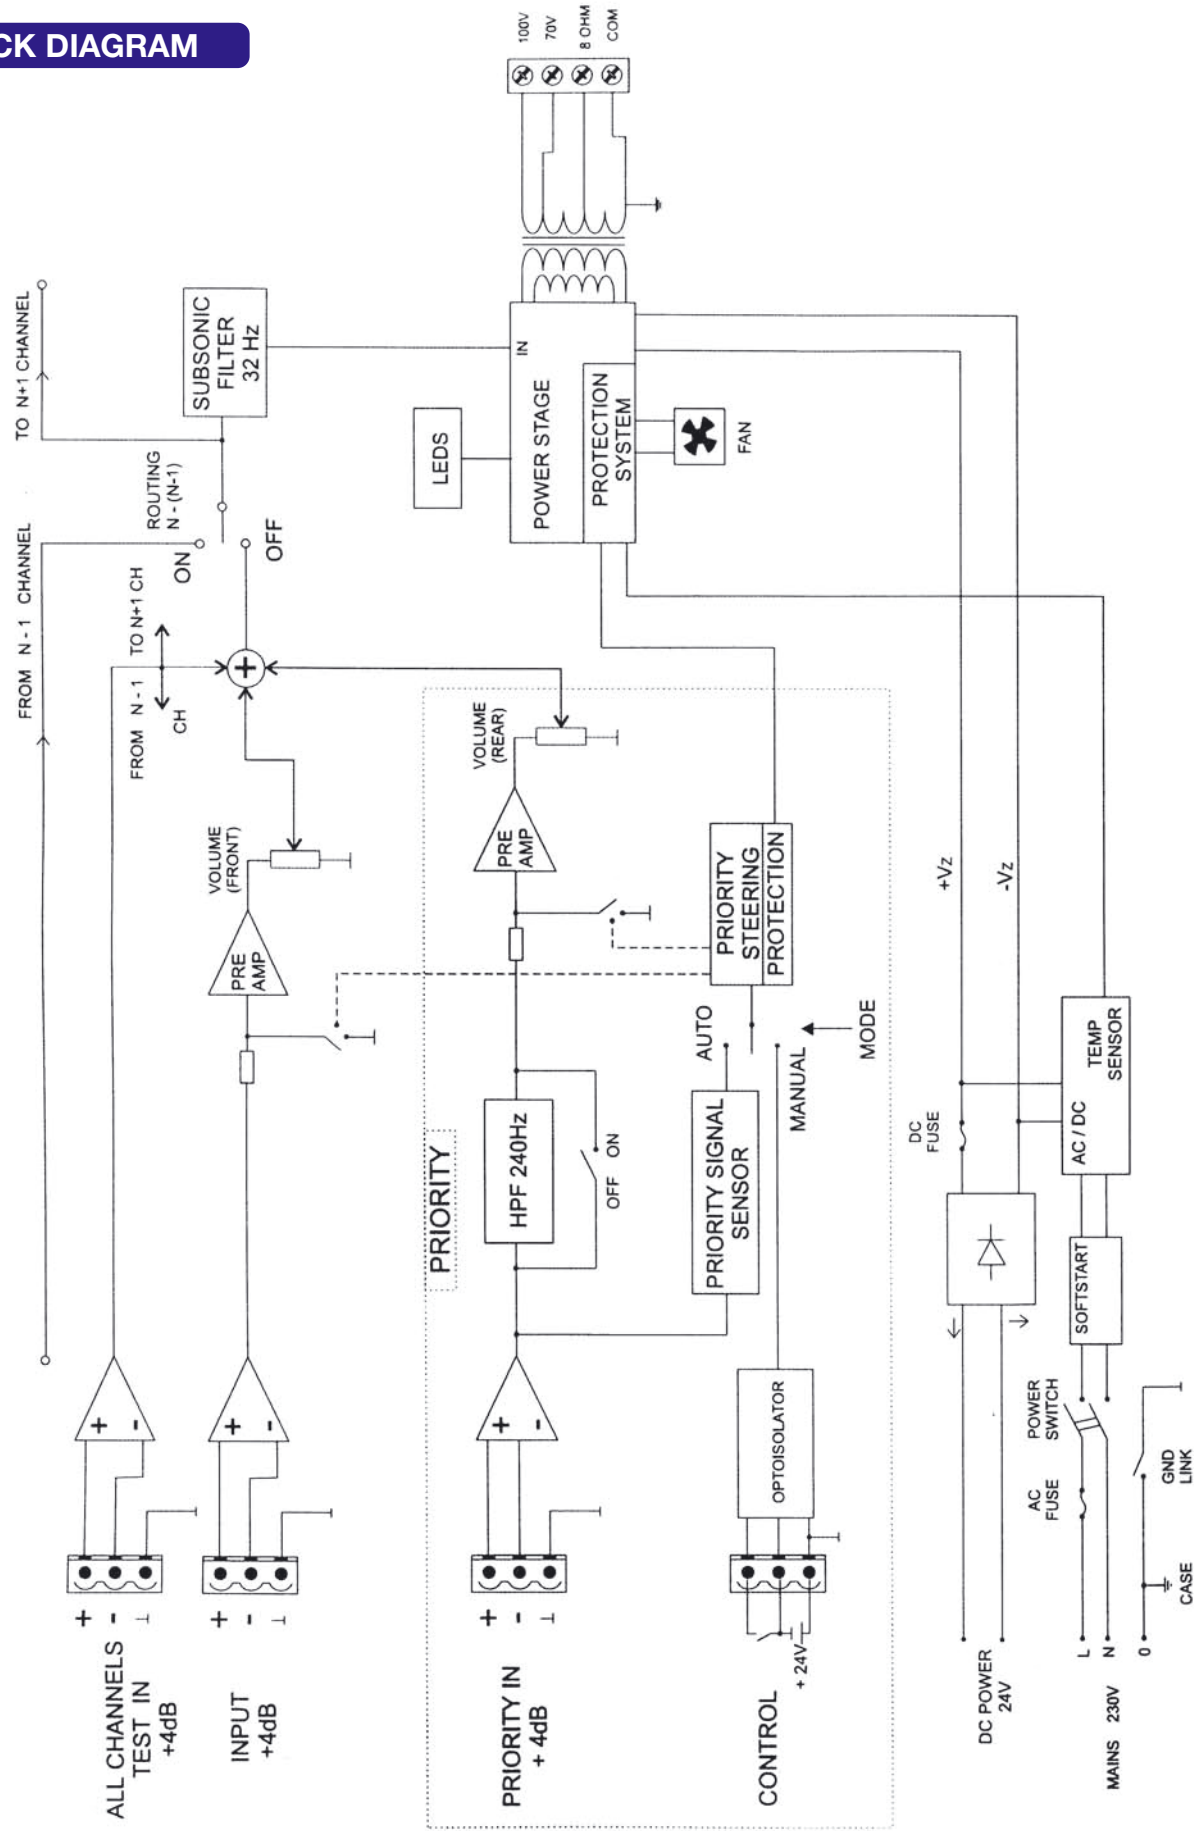 CK DIAGRAM
100V
70V
8 OHM
COM
TO N+1 CHANNEL
SUBSONIC
FILTER
32 Hz
FROM N - 1 CHANNEL
ROUTING
N - (N-1)
ON
OFF
FROM N - 1 TO N+1 CH
CH
+
LEDS
IN
POWER STAGE
PROTECTION
SYSTEM
FAN
VOLUME
(FRONT)
PRE
AMP
VOLUME
(REAR)
PRE
AMP
PRIORITY
STEERING
PROTECTION
+Vz
-Vz
PRIORITY
HPF 240Hz
OFF ON
AUTO
MANUAL
MODE
PRIORITY SIGNAL
SENSOR
OPTOISOLATOR
DC
FUSE
TEMP
SENSOR
AC / DC
SOFTSTART
POWER
SWITCH
AC
FUSE
GND
LINK
CASE
+
-
+
-
+
-
+
-
ALL CHANNELS
TEST IN
+4dB
+
-
INPUT
+4dB
+
-
PRIORITY IN
+ 4dB
+ 24V
CONTROL
DC POWER
24V
L
N
0
MAINS 230V